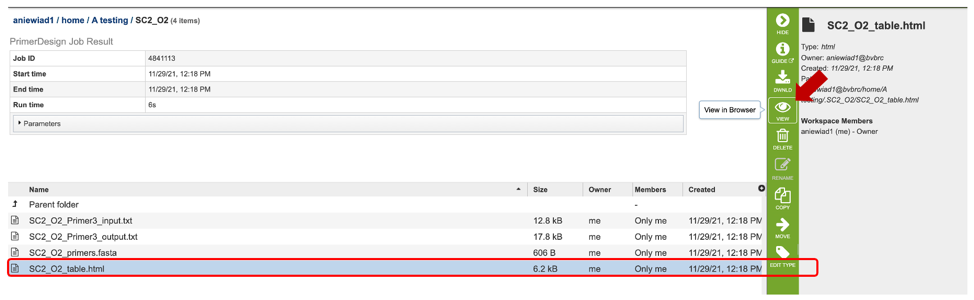 aniewiad1 / home / A testing / SC2_O2 (4 items)
PrimerDesign Job Result
Job ID 4841113
Start time 11/29/21, 12:18 PM
End time 11/29/21, 12:18 PM
Run time 6s
Parameters
Name Size Owner Members Created
Parent folder -
SC2_O2_Primer3_input.txt 12.8 kB me Only me 11/29/21, 12:18 PM
SC2_O2_Primer3_output.txt 17.8 kB me Only me 11/29/21, 12:18 PM
SC2_O2_primers.fasta 606 B me Only me 11/29/21, 12:18 PM
SC2_O2_table.html 6.2 kB me Only me 11/29/21, 12:18 PM
View in Browser
HIDE
GUIDE
DWNLD
VIEW
DELETE
RENAME
COPY
MOVE
EDIT TYPE
SC2_O2_table.html
Type: html
Owner: aniewiad1@bvbrc
Created: 11/29/21, 12:18 PM
/aniewiad1@bvbrc/home/A
testing/.SC2_O2/SC2_O2_table.html
Workspace Members
aniewiad1 (me) - Owner